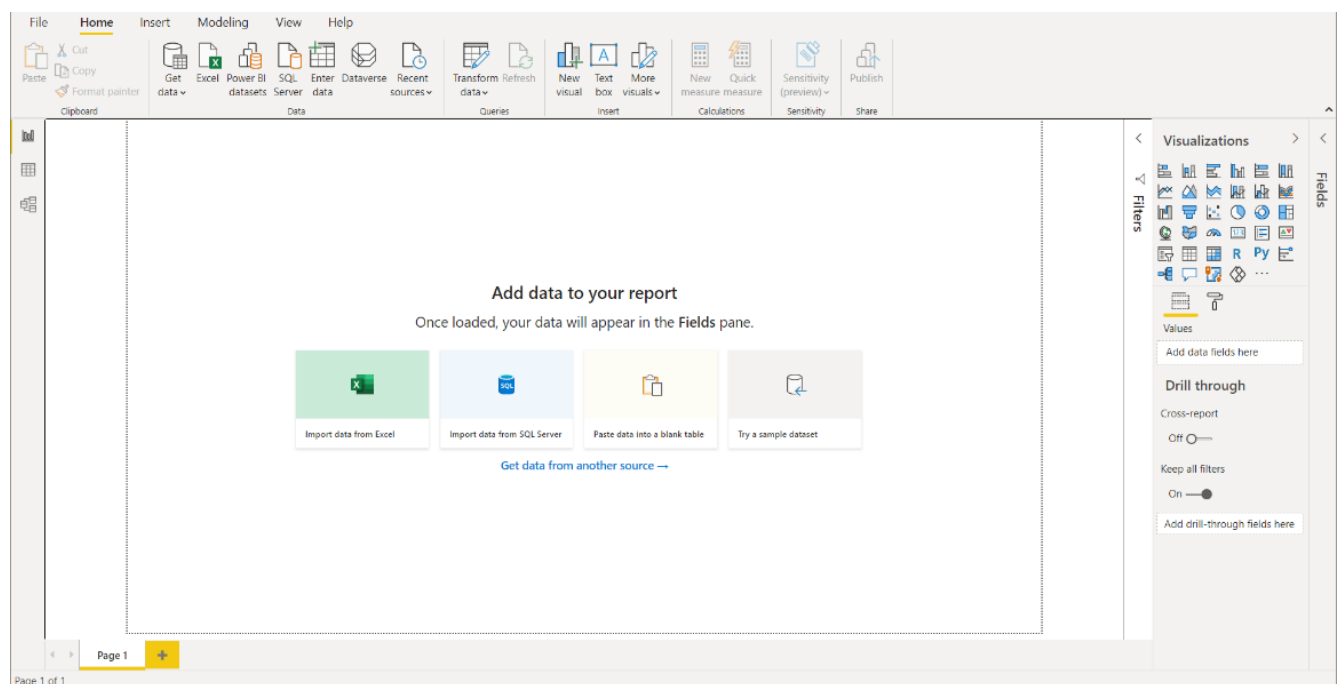 File Home Insert Modeling View Help
Paste
Cut
Copy
Format painter
Clipboard
Get data
Excel
Power BI datasets
SQL Server
Enter data
Dataverse
Recent sources
Data
Transform data
Refresh
Queries
New visual
Text box
More visuals
Insert
New measure
Quick measure
Calculations
Sensitivity (preview)
Sensitivity
Publish
Share
Add data to your report
Once loaded, your data will appear in the Fields pane.
Import data from Excel
SQL
Import data from SQL Server
Paste data into a blank table
Try a sample dataset
Get data from another source →
Filters
Visualizations
R Py
Values
Add data fields here
Drill through
Cross-report
Off
Keep all filters
On
Add drill-through fields here
Fields
Page 1
Page 1 of 1